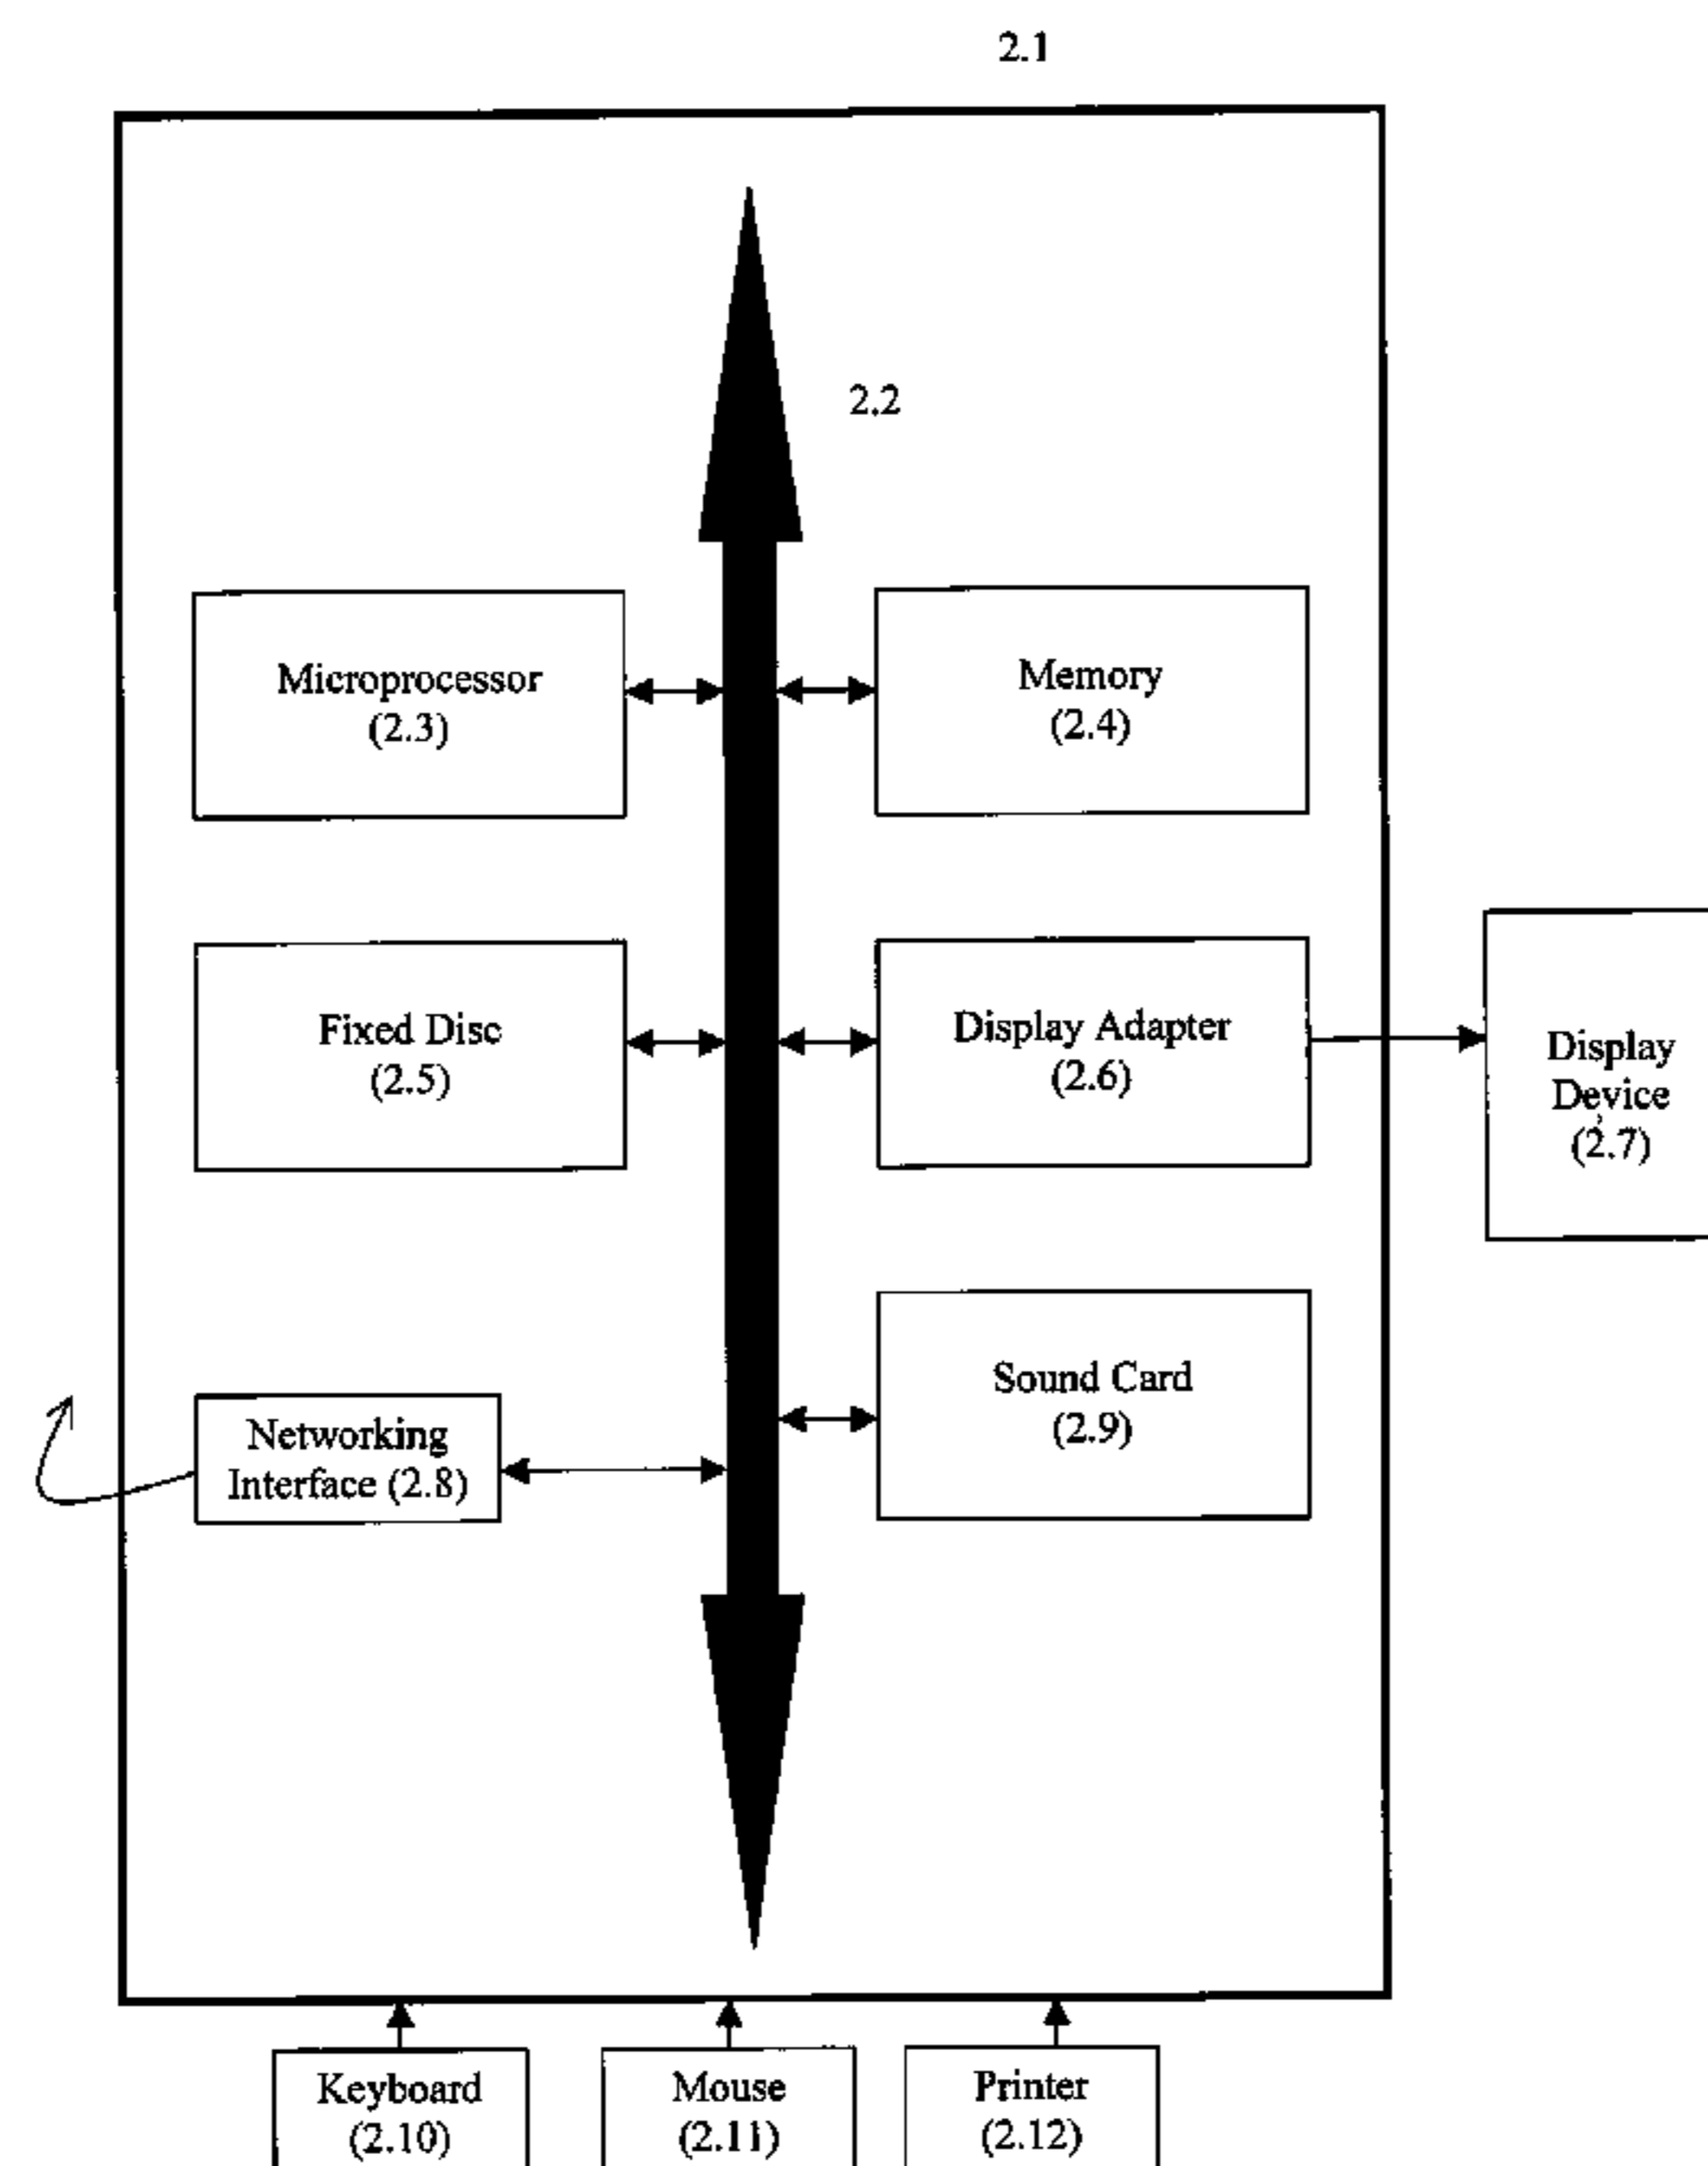 2.1
2.2
Microprocessor
(2.3)
Memory
(2.4)
Fixed Disc
(2.5)
Display Adapter
(2.6)
Display
Device
(2.7)
Networking
Interface (2.8)
Sound Card
(2.9)
Keyboard
(2.10)
Mouse
(2.11)
Printer
(2.12)